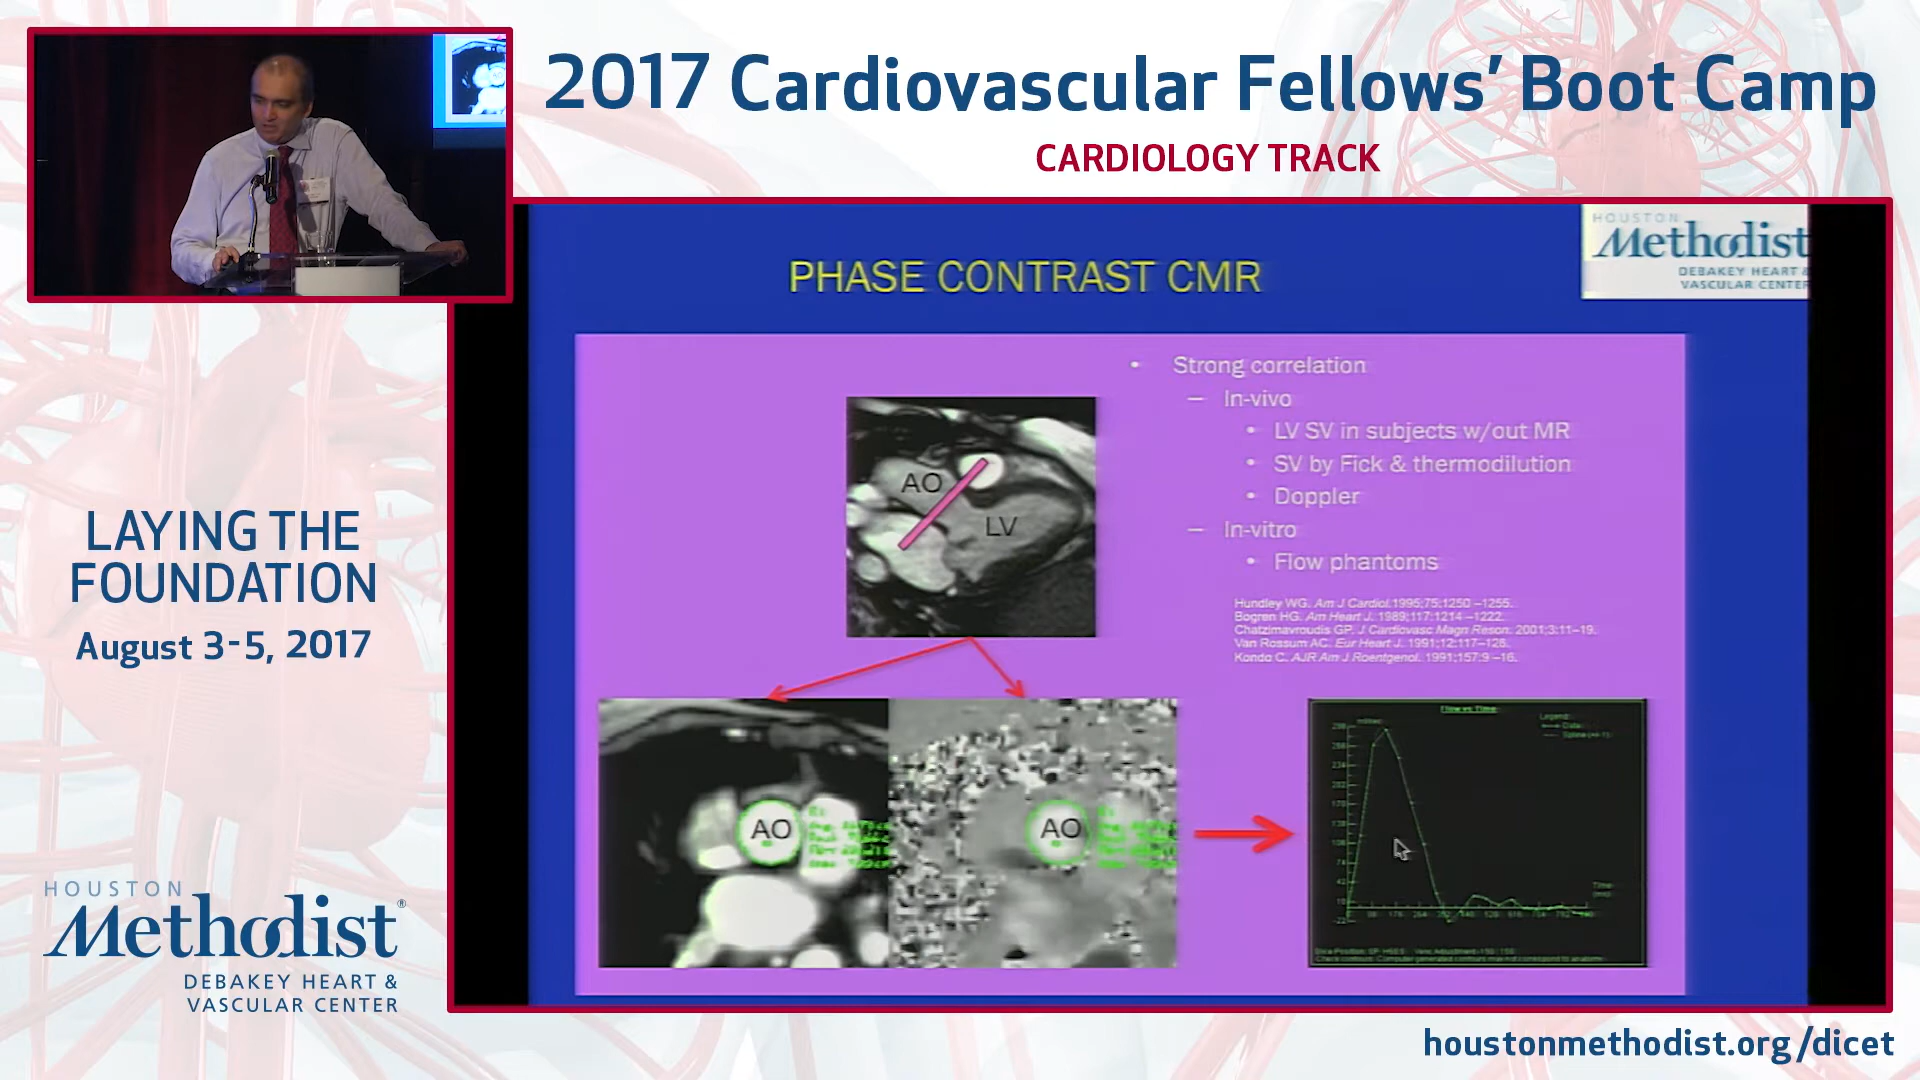 2017 Cardiovascular Fellows' Boot Camp
CARDIOLOGY TRACK
HOUSTON
Methodist
DEBAKEY HEART &
VASCULAR CENTER
PHASE CONTRAST CMR
• Strong correlation
– In-vivo
• LV SV in subjects w/out MR
• SV by Fick & thermodilution
• Doppler
– In-vitro
• Flow phantoms
Hundley WG. Am J Cardiol.1995;75:1250–1255.
Bogren HG. Am Heart J. 1989;117:1214–1222.
Chatzimavroudis GP. J Cardiovasc Magn Reson. 2001;3:11–19.
Van Rossum AC. Eur Heart J. 1991;12:117–126.
Kondo C. AJR Am J Roentgenol. 1991;157:9–16.
AO
LV
AO
AO
Flow vs Time
Legend:
Time
LAYING THE
FOUNDATION
August 3-5, 2017
HOUSTON
Methodist®
DEBAKEY HEART &
VASCULAR CENTER
houstonmethodist.org/dicet